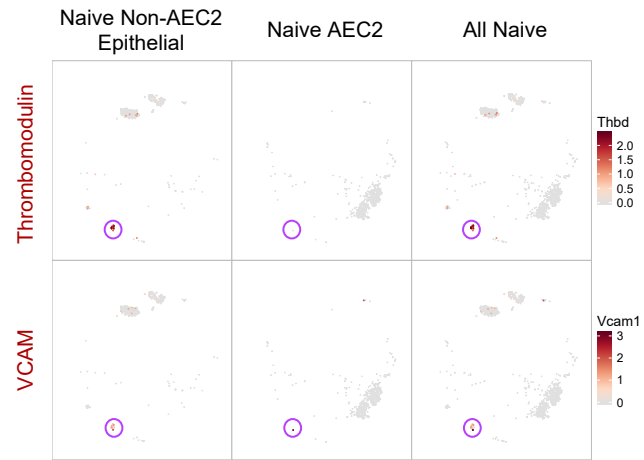 Naive Non-AEC2
Epithelial
Naive AEC2
All Naive
Thrombomodulin
Thbd
2.0
1.5
1.0
0.5
0.0
VCAM
Vcam1
3
2
1
0